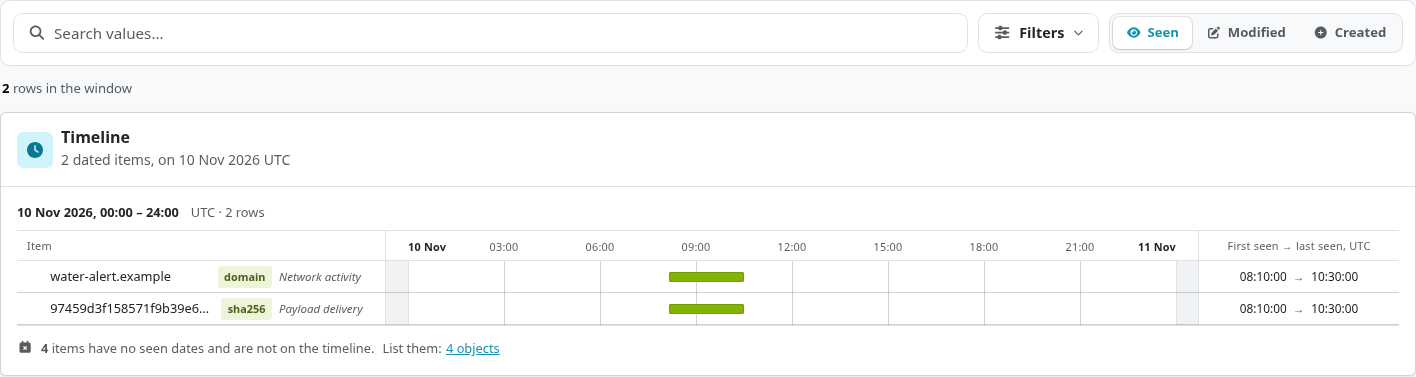 Search values...
Filters
Seen
Modified
Created
2 rows in the window
Timeline
2 dated items, on 10 Nov 2026 UTC
10 Nov 2026, 00:00 – 24:00 UTC · 2 rows
Item 10 Nov 03:00 06:00 09:00 12:00 15:00 18:00 21:00 11 Nov First seen → last seen, UTC
water-alert.example domain Network activity 08:10:00 → 10:30:00
97459d3f158571f9b39e6... sha256 Payload delivery 08:10:00 → 10:30:00
4 items have no seen dates and are not on the timeline. List them: 4 objects